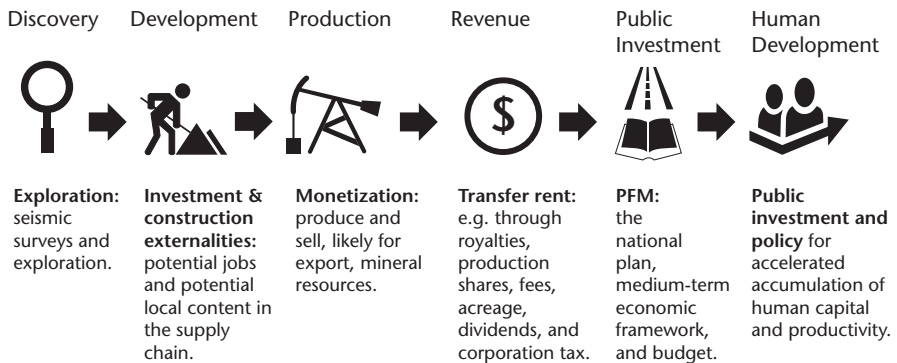 Discovery
Development
Production
Revenue
Public
Investment
Human
Development
$
Exploration:
seismic
surveys and
exploration.
Investment &
construction
externalities:
potential jobs
and potential
local content in
the supply
chain.
Monetization:
produce and
sell, likely for
export, mineral
resources.
Transfer rent:
e.g. through
royalties,
production
shares, fees,
acreage,
dividends, and
corporation tax.
PFM:
the
national
plan,
medium-term
economic
framework,
and budget.
Public
investment and
policy for
accelerated
accumulation of
human capital
and productivity.